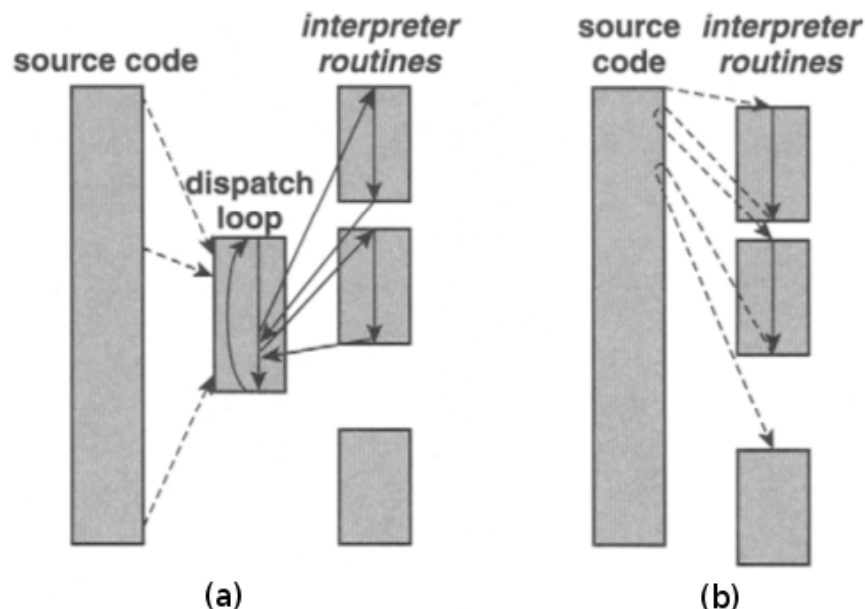 source code
interpreter
routines
dispatch
loop
(a)
source
code
interpreter
routines
(b)